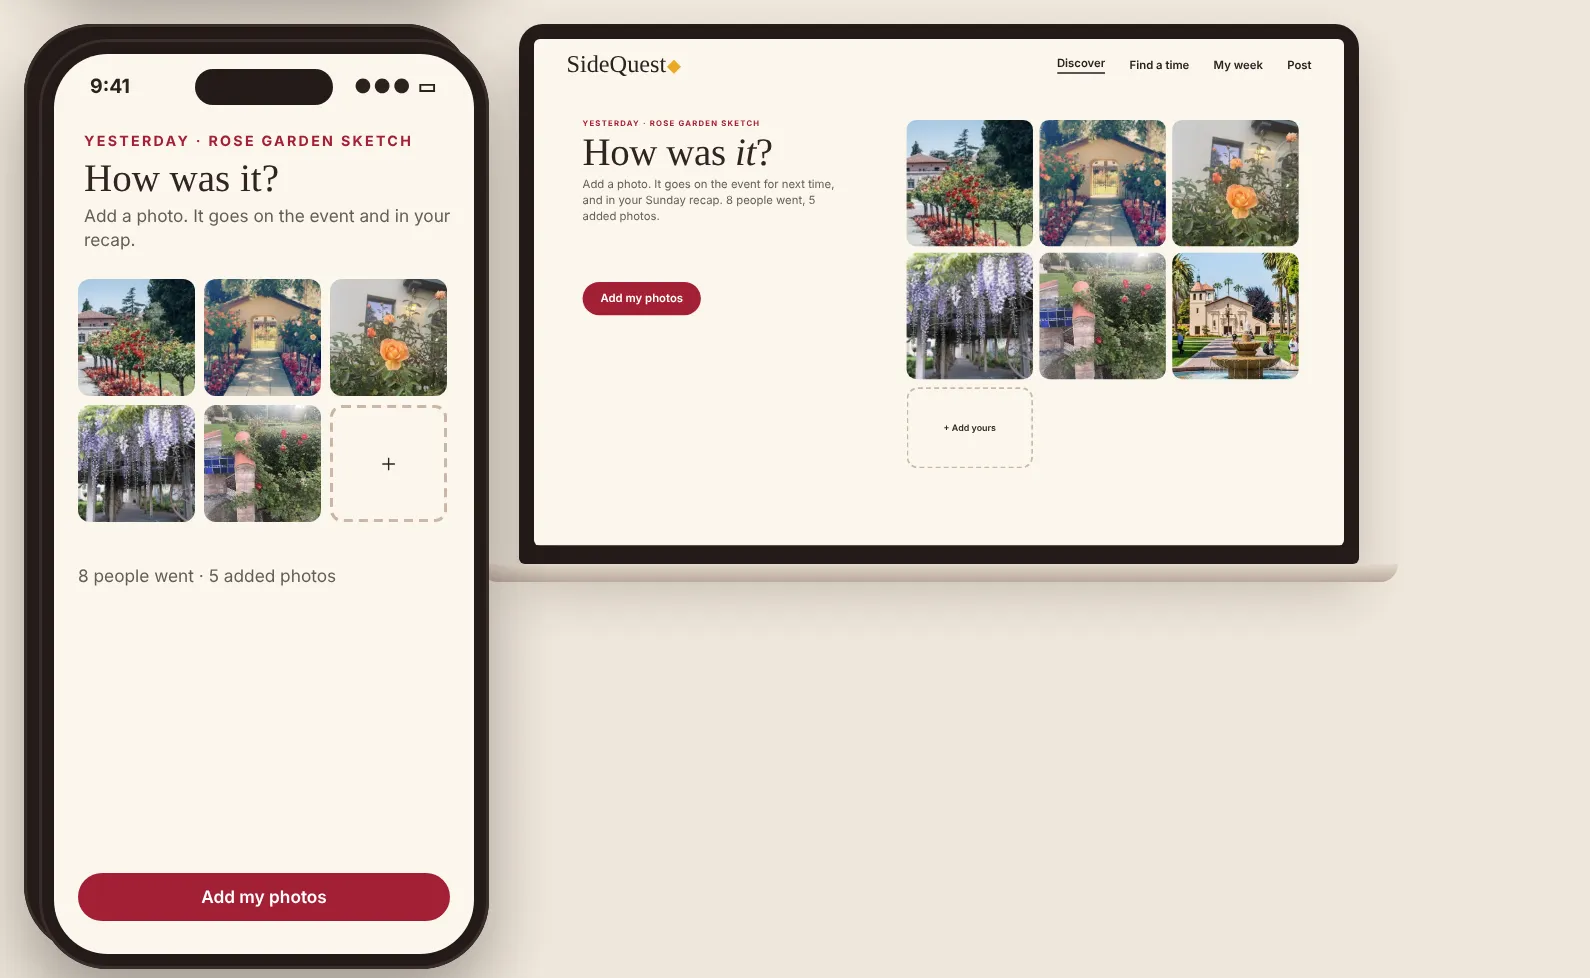 9:41
YESTERDAY · ROSE GARDEN SKETCH
How was it?
Add a photo. It goes on the event and in your
recap.
+
8 people went · 5 added photos
Add my photos
SideQuest
Discover
Find a time
My week
Post
YESTERDAY · ROSE GARDEN SKETCH
How was it?
Add a photo. It goes on the event for next time,
and in your Sunday recap. 8 people went, 5
added photos.
Add my photos
+ Add yours